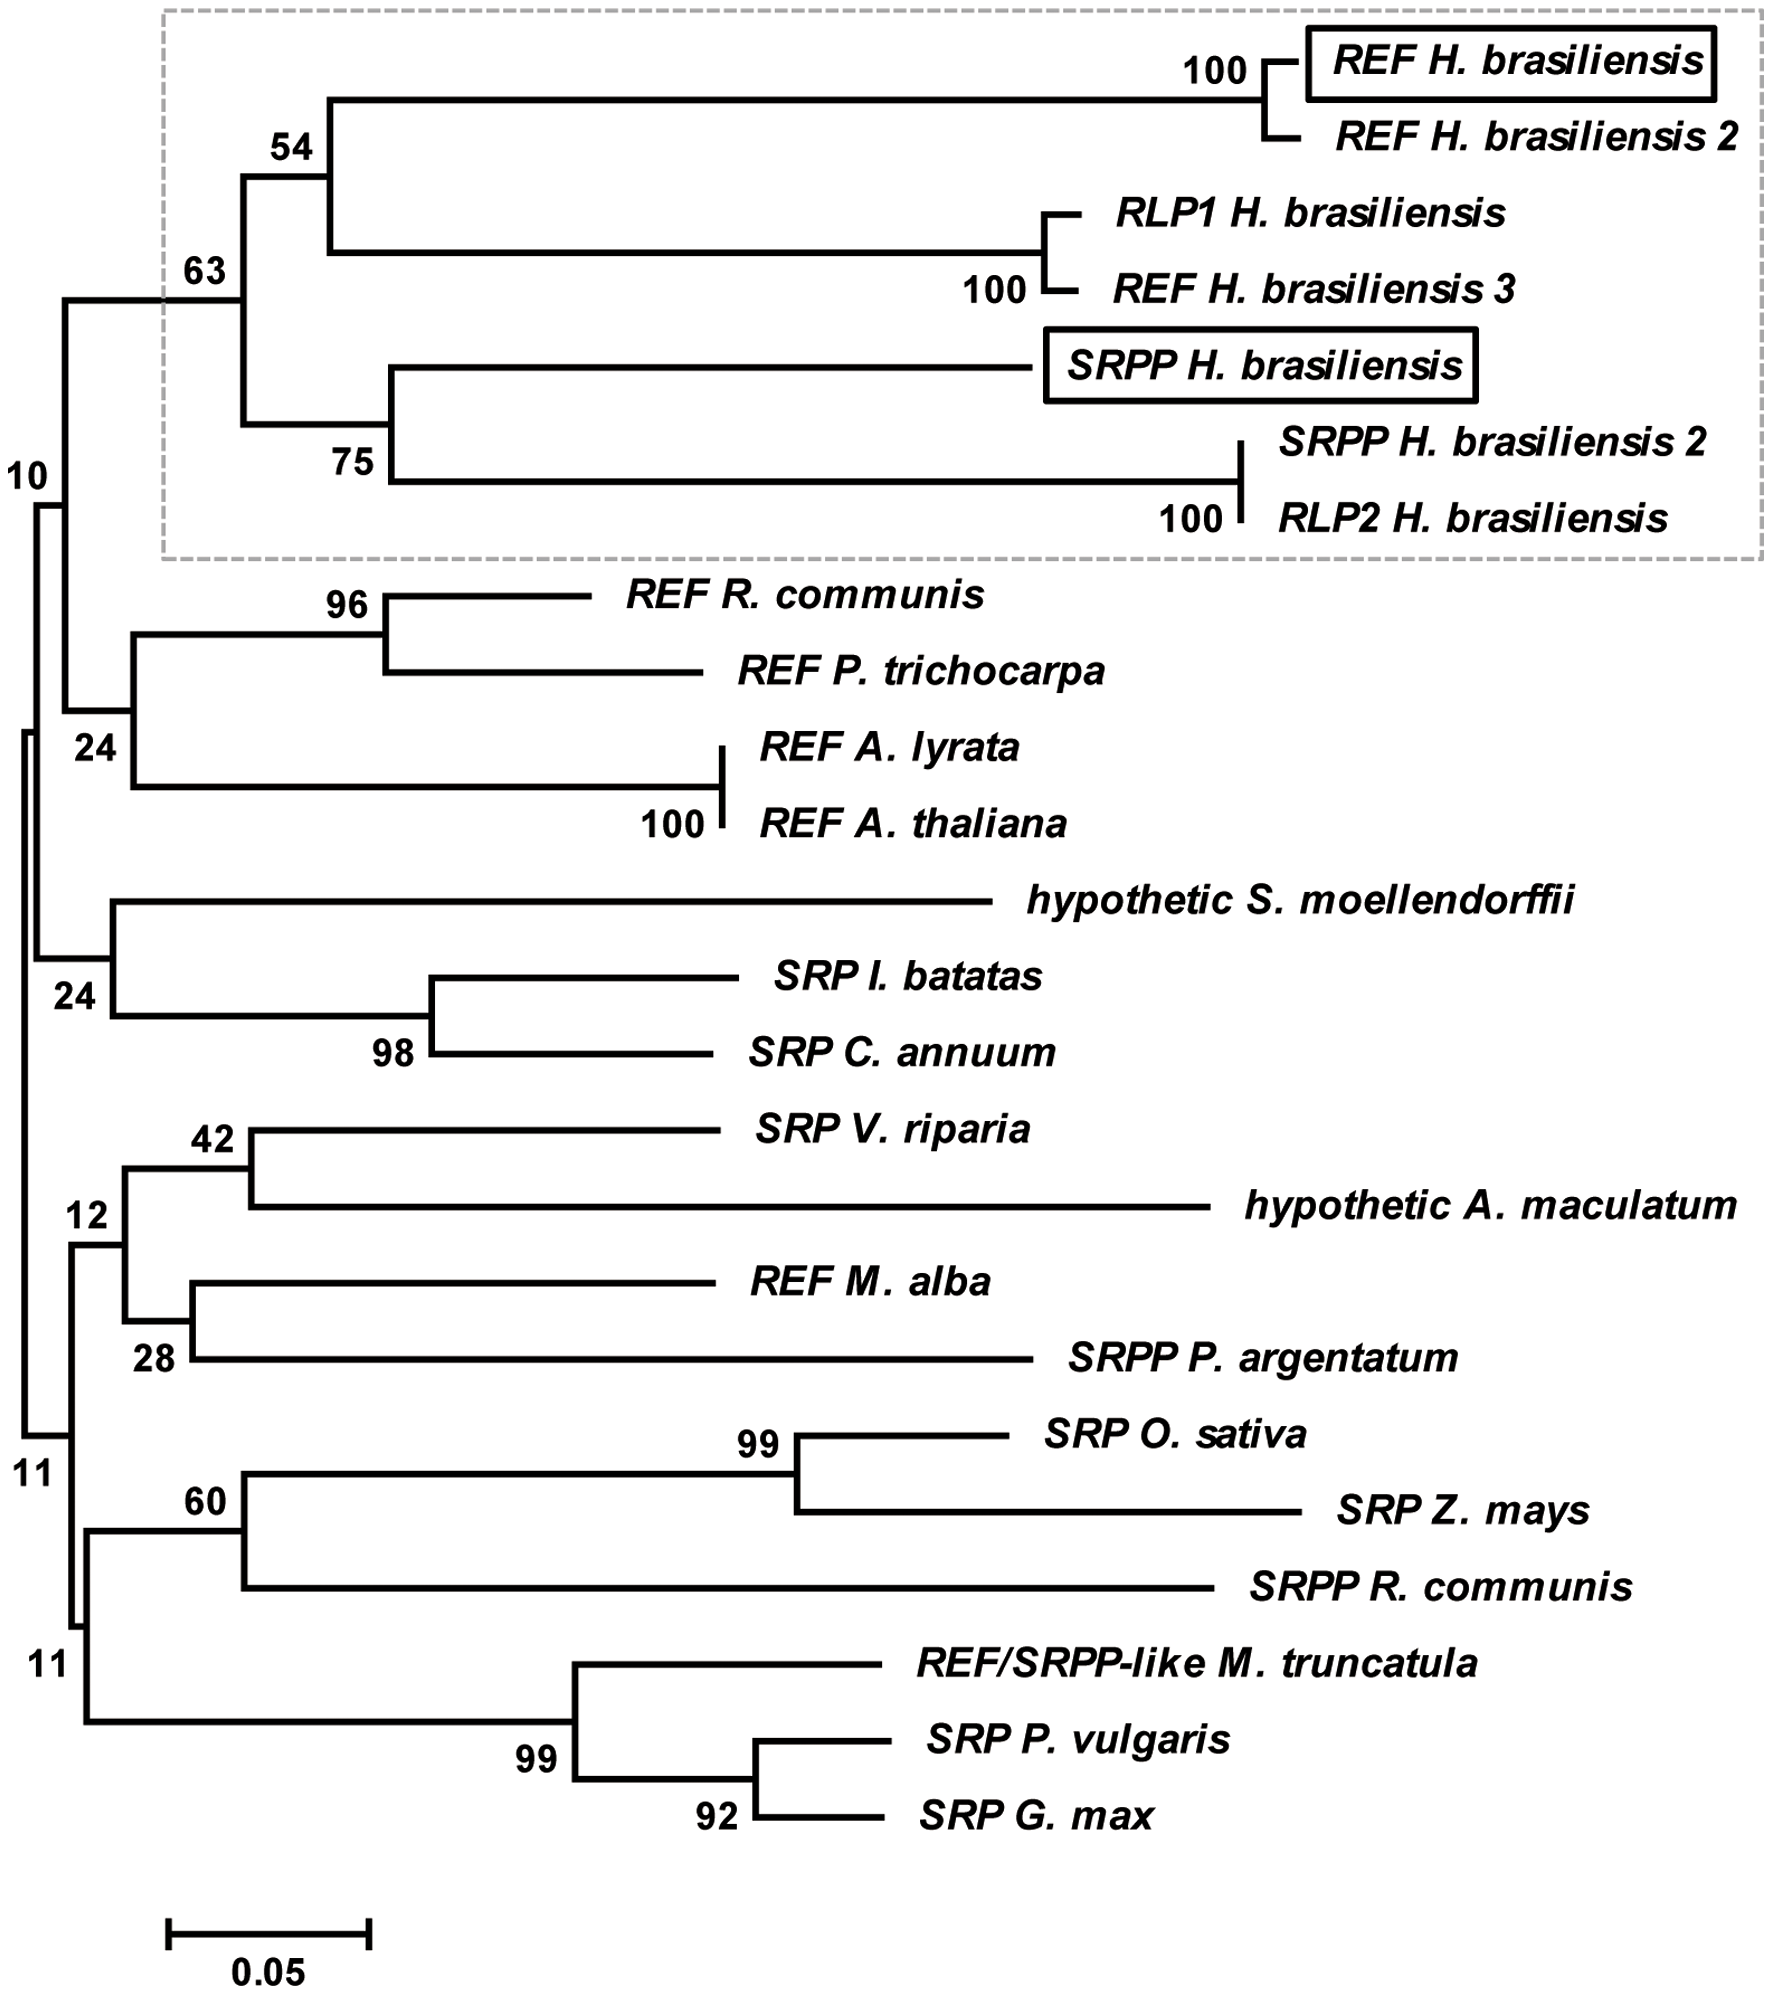 100
REF H. brasiliensis
REF H. brasiliensis 2
54
RLP1 H. brasiliensis
63
100
REF H. brasiliensis 3
SRPP H. brasiliensis
75
SRPP H. brasiliensis 2
10
100
RLP2 H. brasiliensis
96
REF R. communis
REF P. trichocarpa
24
REF A. lyrata
100
REF A. thaliana
hypothetic S. moellendorffii
24
SRP I. batatas
98
SRP C. annuum
42
SRP V. riparia
12
hypothetic A. maculatum
REF M. alba
28
SRPP P. argentatum
99
SRP O. sativa
11
60
SRP Z. mays
SRPP R. communis
11
REF/SRPP-like M. truncatula
99
SRP P. vulgaris
92
SRP G. max
0.05